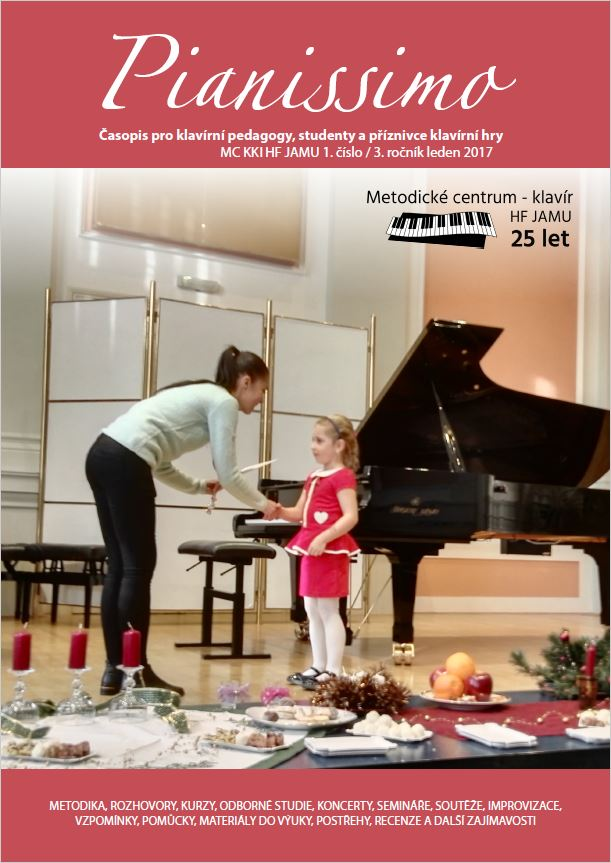 Pianissimo
Časopis pro klavírní pedagogy, studenty a příznivce klavírní hry
MC KKI HF JAMU 1. číslo / 3. ročník leden 2017
Metodické centrum - klavír
HF JAMU
25 let
METODIKA, ROZHOVORY, KURZY, ODBORNÉ STUDIE, KONCERTY, SEMINÁŘE, SOUTĚŽE, IMPROVIZACE,
VZPOMÍNKY, POMŮCKY, MATERIÁLY DO VÝUKY, POSTŘEHY, RECENZE A DALŠÍ ZAJÍMAVOSTI